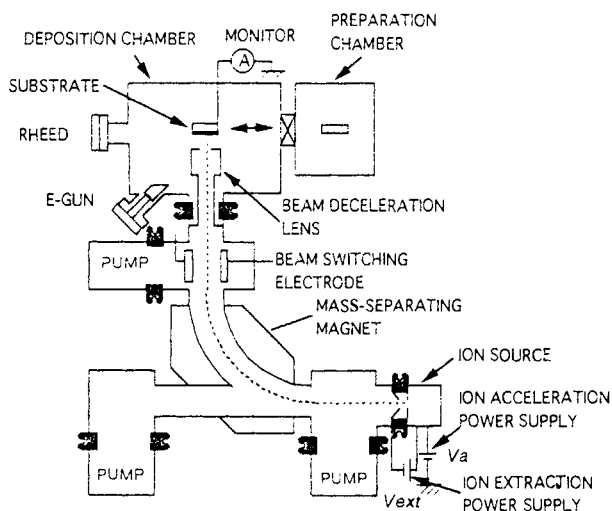 DEPOSITION CHAMBER
MONITOR
PREPARATION
CHAMBER
A
SUBSTRATE
RHEED
E-GUN
BEAM DECELERATION
LENS
PUMP
BEAM SWITCHING
ELECTRODE
MASS-SEPARATING
MAGNET
ION SOURCE
ION ACCELERATION
POWER SUPPLY
Va
PUMP
PUMP
Vext
ION EXTRACTION
POWER SUPPLY